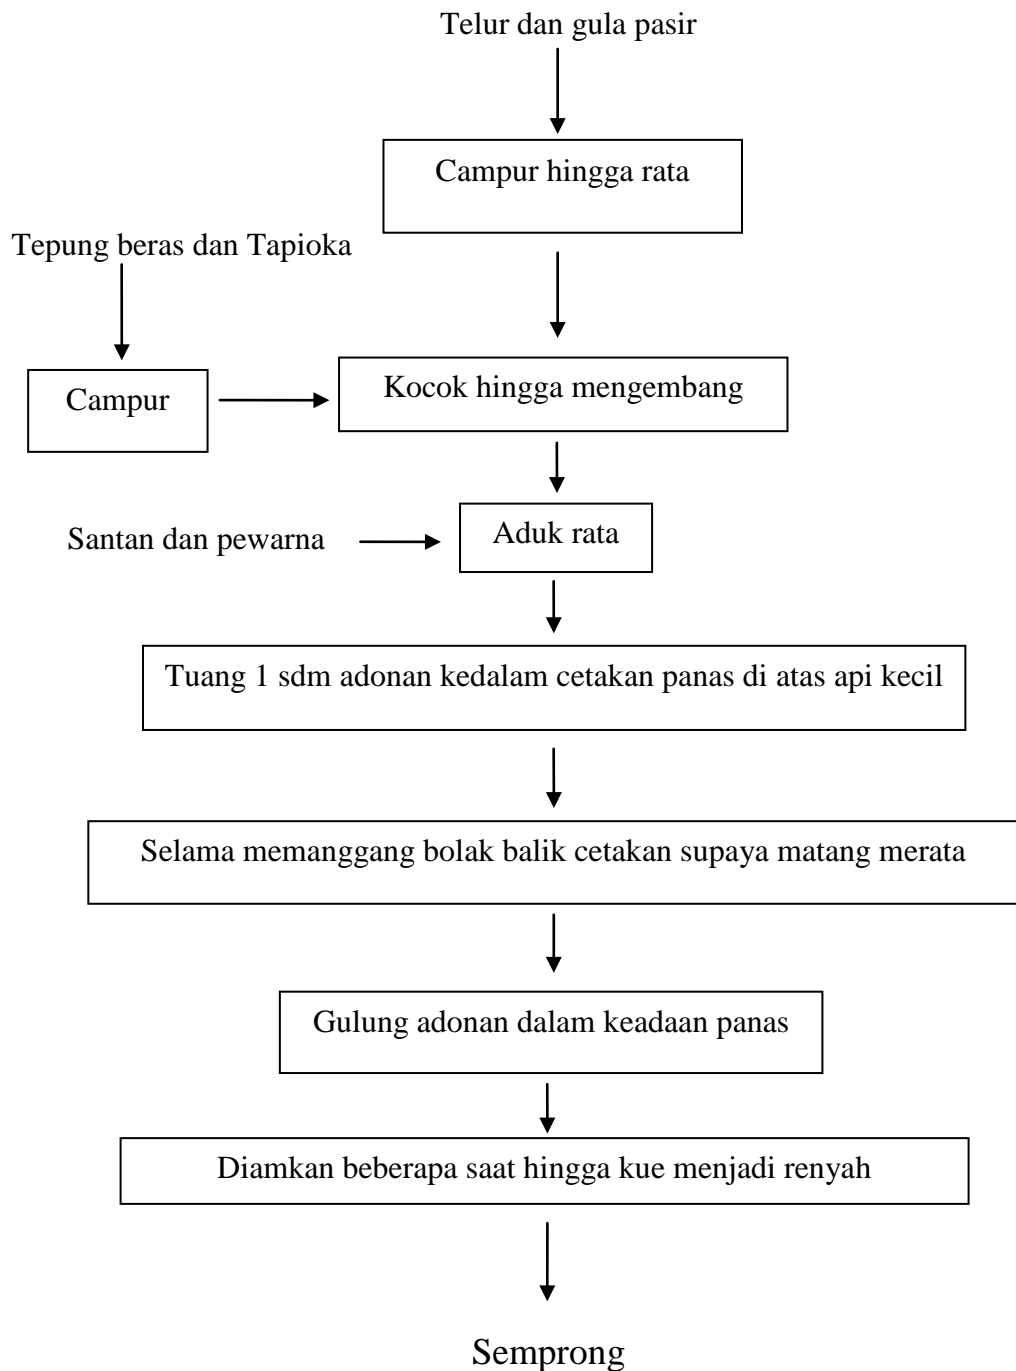 Telur dan gula pasir
Campur hingga rata
Tepung beras dan Tapioka
Campur
Kocok hingga mengembang
Santan dan pewarna
Aduk rata
Tuang 1 sdm adonan kedalam cetakan panas di atas api kecil
Selama memanggang bolak balik cetakan supaya matang merata
Gulung adonan dalam keadaan panas
Diamkan beberapa saat hingga kue menjadi renyah
Semprong